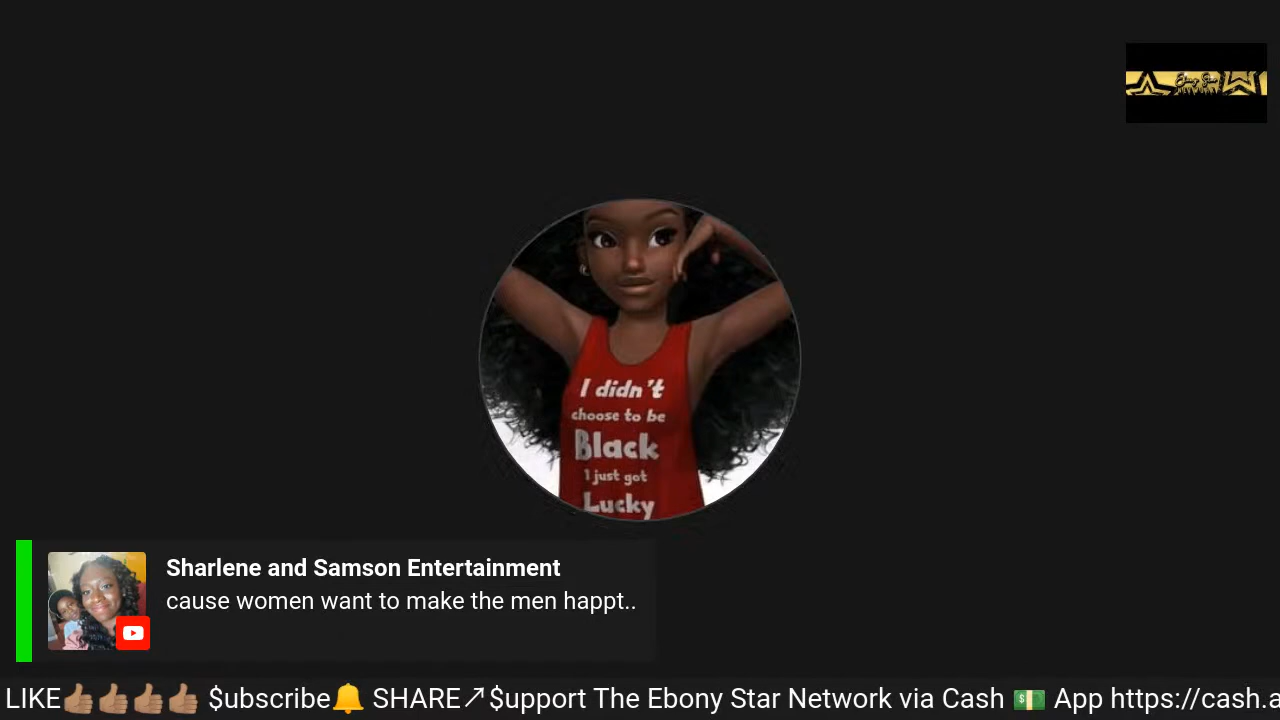 I didn't
choose to be
Black
I just got
Lucky
Sharlene and Samson Entertainment
cause women want to make the men happt..
LIKE👍🏽👍🏽👍🏽👍🏽 $ubscribe🔔 SHARE↗$upport The Ebony Star Network via Cash 💵 App https://cash.a